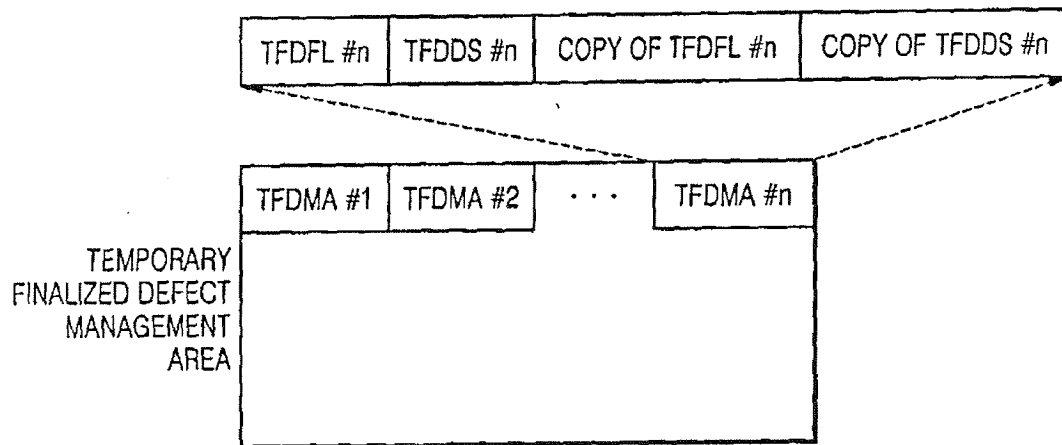 TFDFL #n TFDDS #n COPY OF TFDFL #n COPY OF TFDDS #n
TFDMA #1 TFDMA #2 · · · TFDMA #n
TEMPORARY
FINALIZED DEFECT
MANAGEMENT
AREA